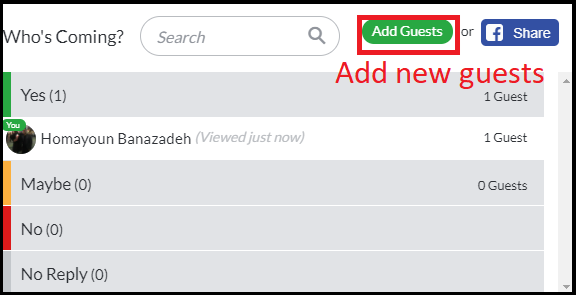 Who's Coming?
Search
Add Guests
or
f Share
Add new guests
Yes (1)
1 Guest
You
Homayoun Banazadeh (Viewed just now)
1 Guest
Maybe (0)
0 Guests
No (0)
No Reply (0)